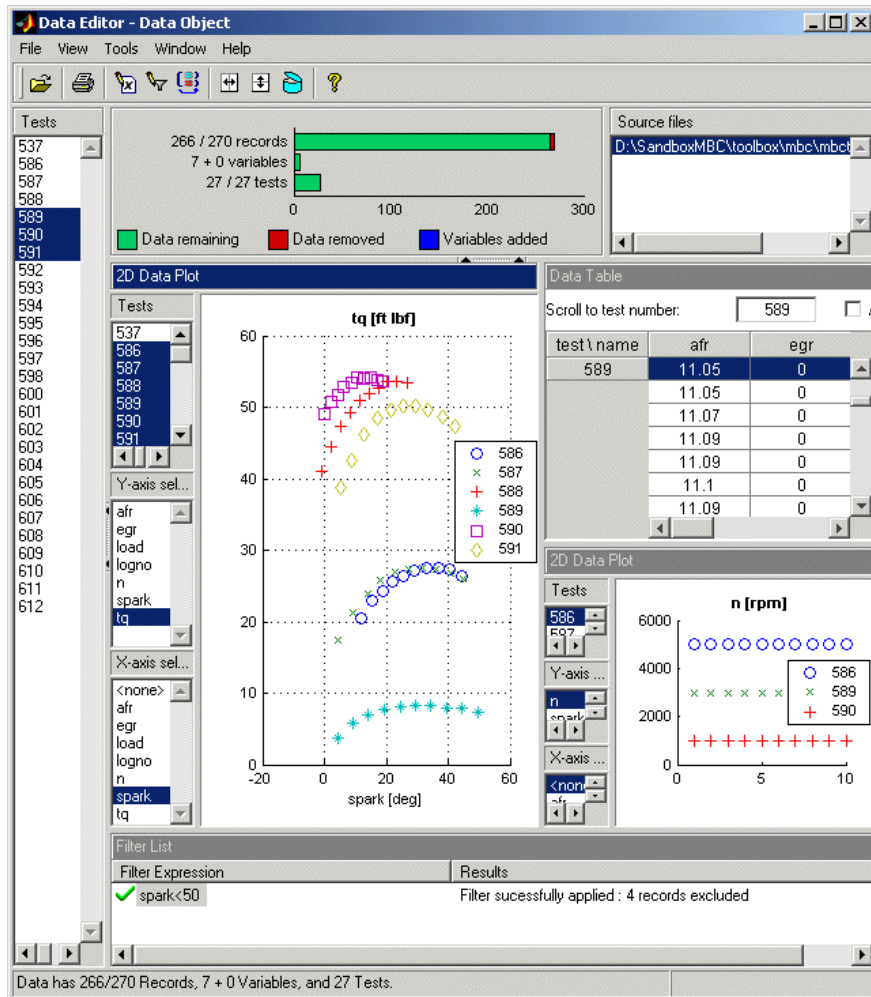 Data Editor - Data Object
File View Tools Window Help
Tests
537
586
587
588
589
590
591
592
593
594
595
596
597
598
600
601
602
603
604
605
606
607
608
609
610
611
612
266 / 270 records
7 + 0 variables
27 / 27 tests
0 100 200 300
Data remaining Data removed Variables added
Source files
D:\SandboxMBC\toolbox\mbc\mbct
2D Data Plot
Tests
537
586
587
588
589
590
591
Y-axis sel...
afr
egr
load
logno
n
spark
tq
X-axis sel...
<none>
afr
egr
load
logno
n
spark
tq
tq [ft lbf]
60
50
40
30
20
10
0
-20 0 20 40 60
spark [deg]
586
587
588
589
590
591
Data Table
Scroll to test number: 589
test \ name afr egr
589 11.05 0
11.05 0
11.07 0
11.09 0
11.09 0
11.1 0
11.09 0
2D Data Plot
Tests
586
587
Y-axis ...
n
spark
X-axis ...
<none
afr
n [rpm]
6000
4000
2000
0
0 5 10
586
589
590
Filter List
Filter Expression Results
spark<50 Filter sucessfully applied : 4 records excluded
Data has 266/270 Records, 7 + 0 Variables, and 27 Tests.